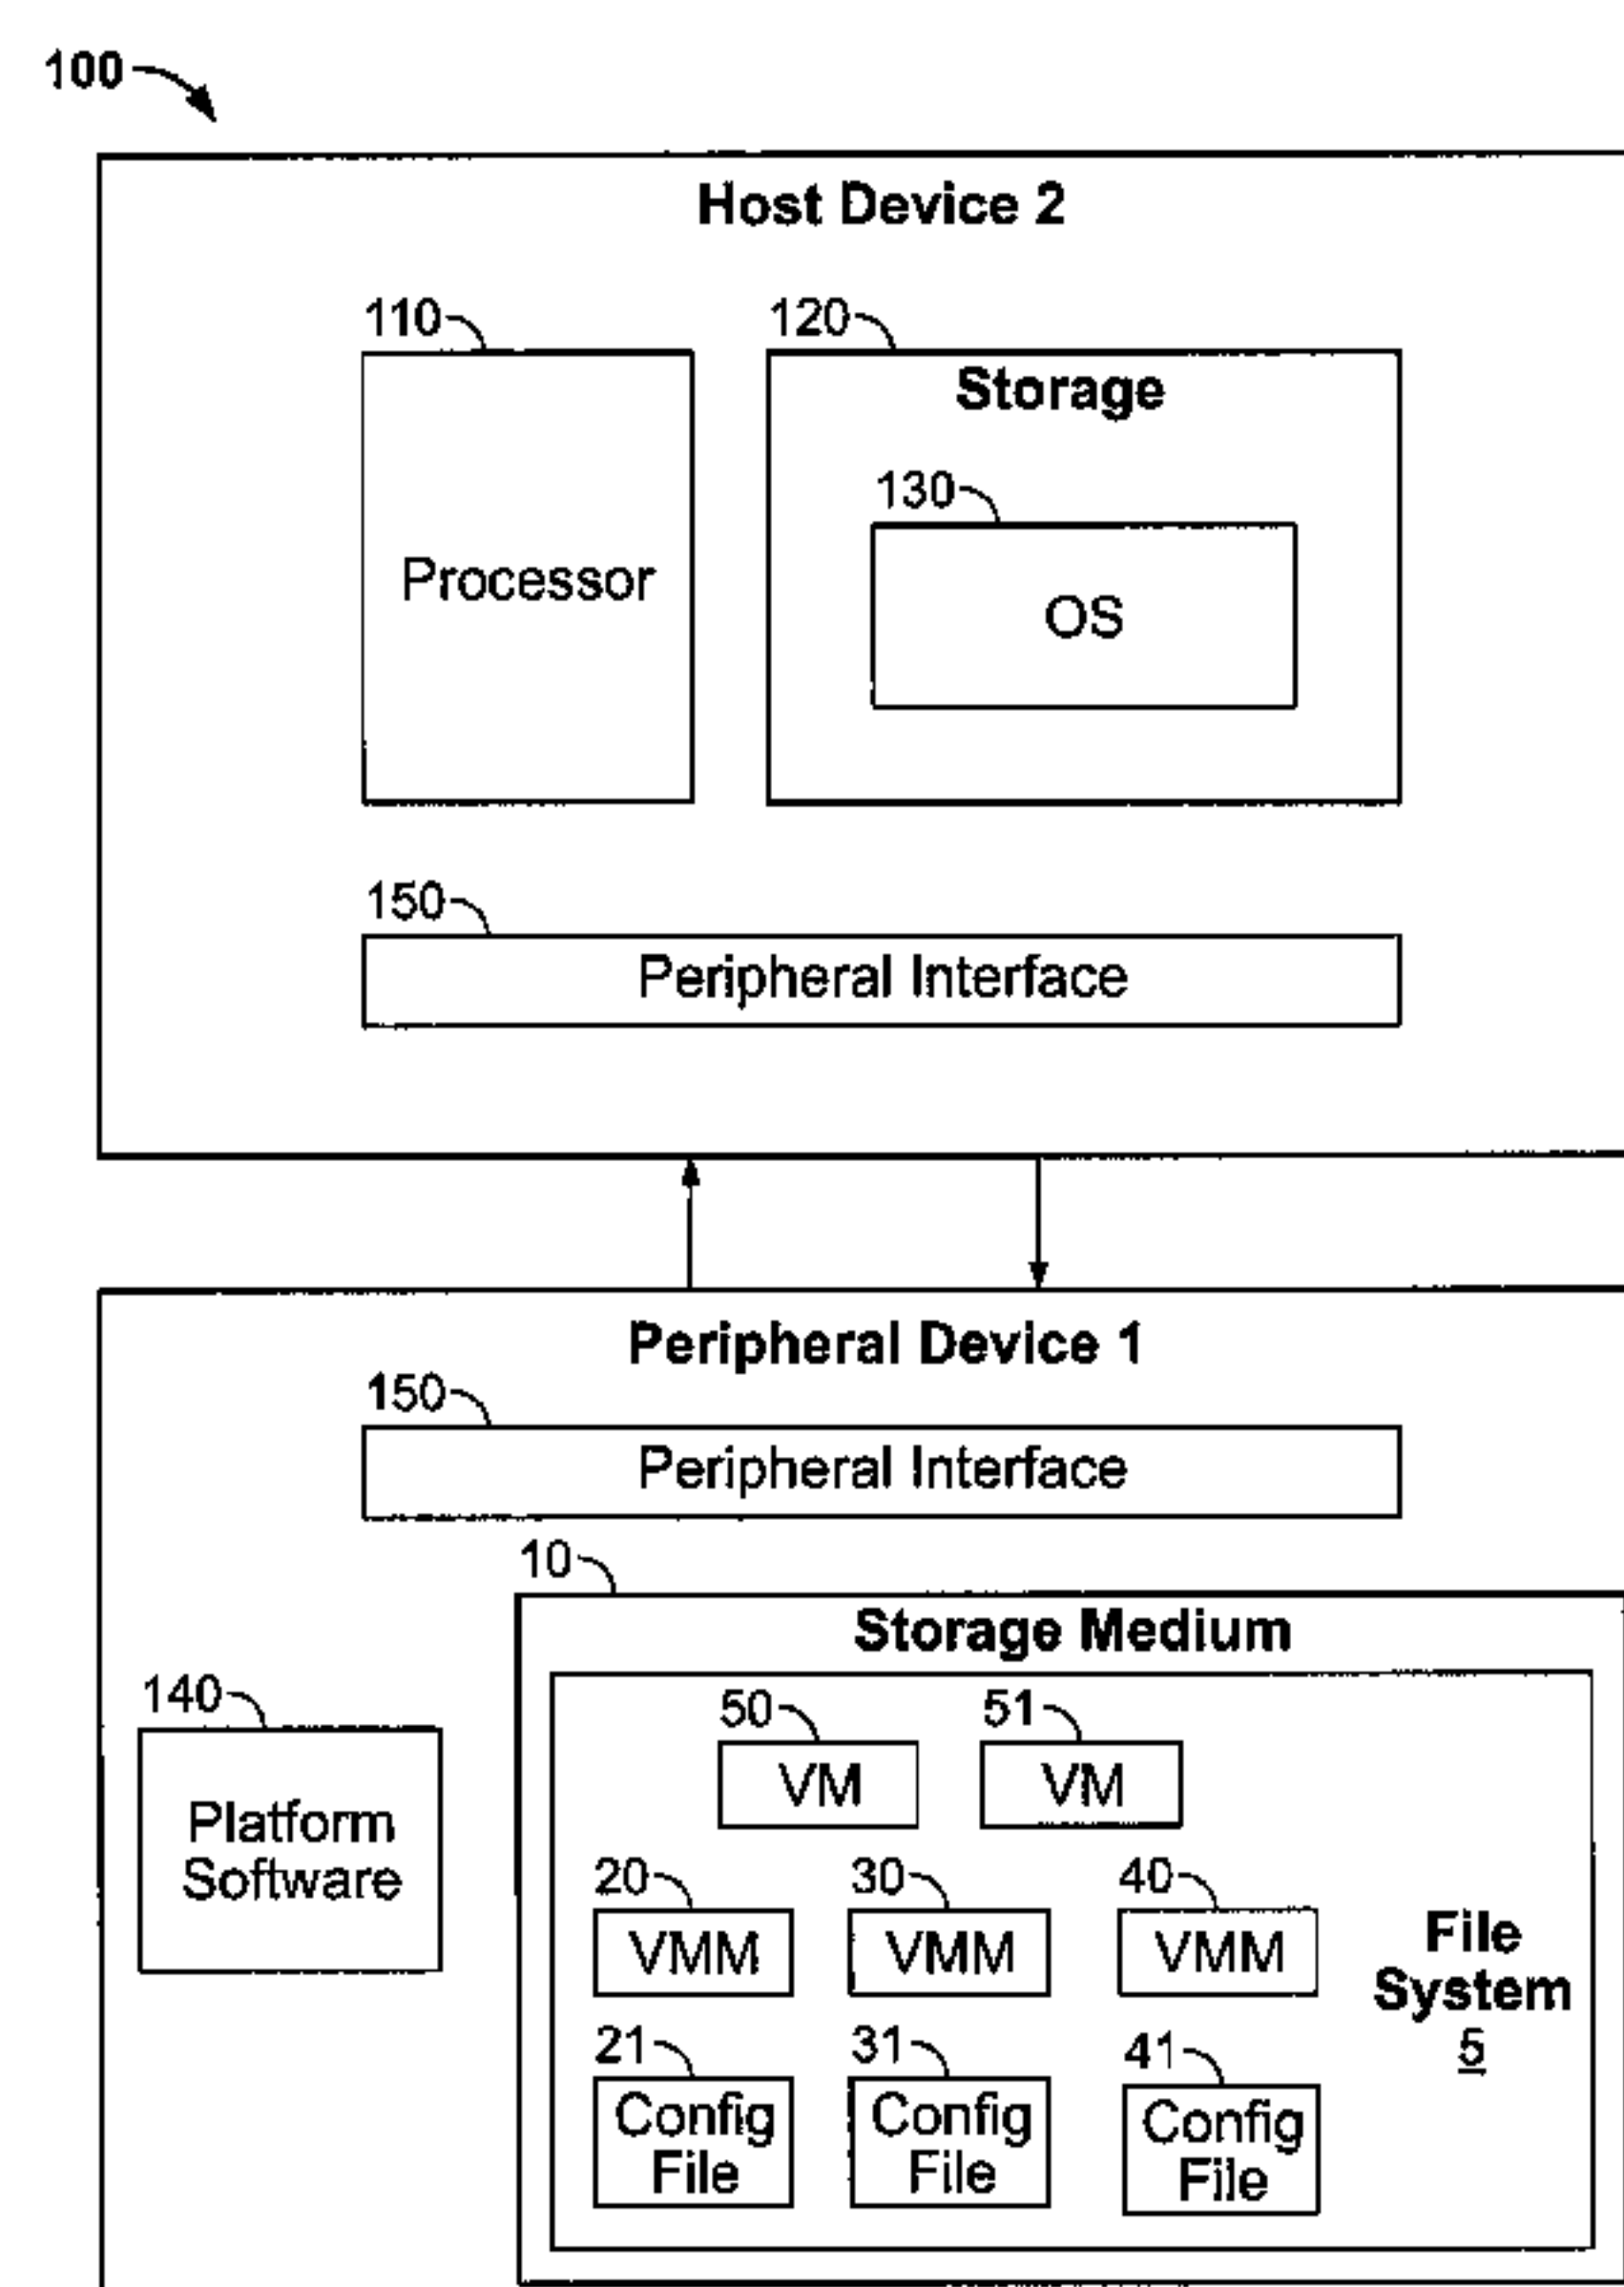 100
Host Device 2
110
120
Storage
130
Processor
OS
150
Peripheral Interface
Peripheral Device 1
150
Peripheral Interface
10
Storage Medium
140
Platform
Software
50
51
VM
VM
20
30
40
VMM
VMM
VMM
File
System
5
21
31
41
Config
File
Config
File
Config
File